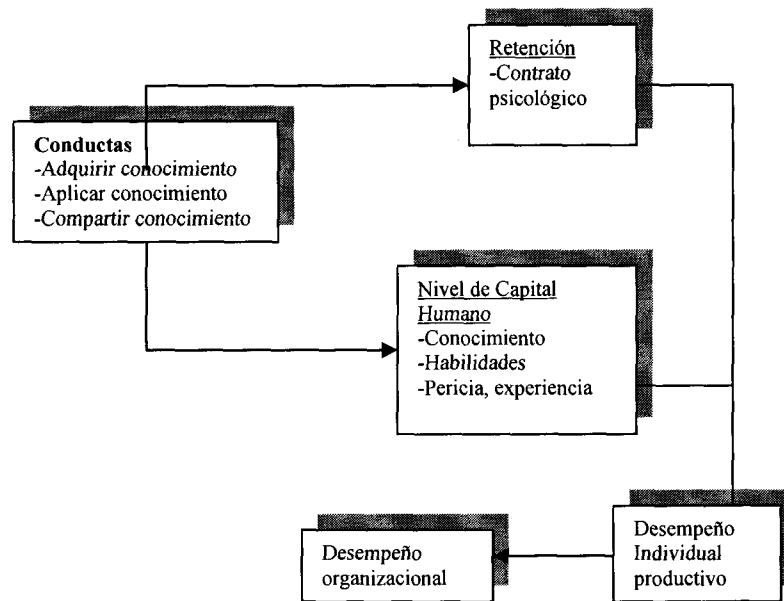 Retención
-Contrato
psicológico
Conductas
-Adquirir conocimiento
-Aplicar conocimiento
-Compartir conocimiento
Nivel de Capital
Humano
-Conocimiento
-Habilidades
-Pericia, experiencia
Desempeño
organizacional
Desempeño
Individual
productivo